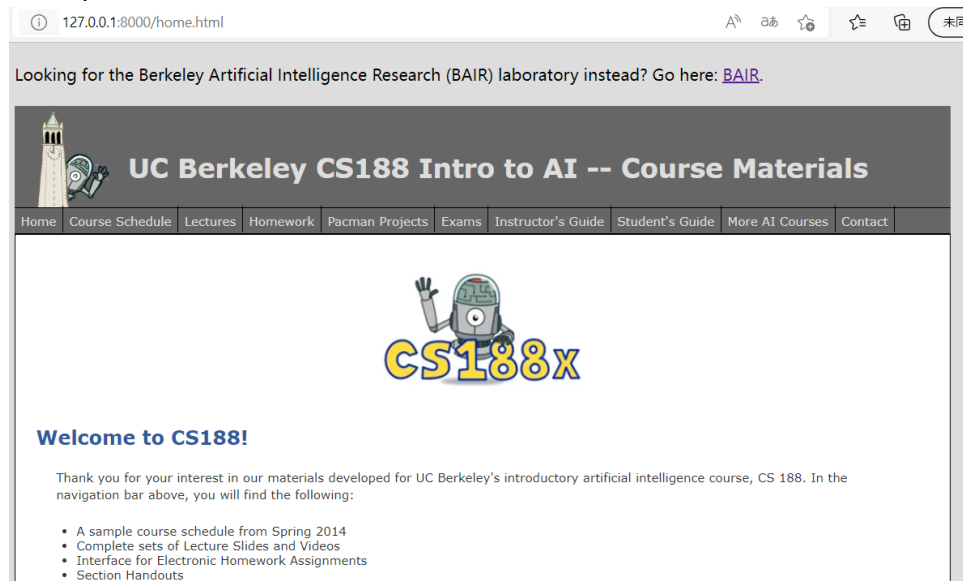 127.0.0.1:8000/home.html
Looking for the Berkeley Artificial Intelligence Research (BAIR) laboratory instead? Go here: BAIR.
UC Berkeley CS188 Intro to AI -- Course Materials
Home Course Schedule Lectures Homework Pacman Projects Exams Instructor's Guide Student's Guide More AI Courses Contact
CS188x
Welcome to CS188!
Thank you for your interest in our materials developed for UC Berkeley's introductory artificial intelligence course, CS 188. In the
navigation bar above, you will find the following:
• A sample course schedule from Spring 2014
• Complete sets of Lecture Slides and Videos
• Interface for Electronic Homework Assignments
• Section Handouts